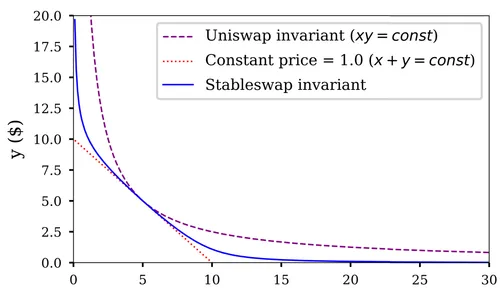 20.0
Uniswap invariant (xy = const)
Constant price = 1.0 (x + y = const)
Stableswap invariant
17.5
15.0
12.5
10.0
7.5
5.0
2.5
0.0
y ($)
0 5 10 15 20 25 30